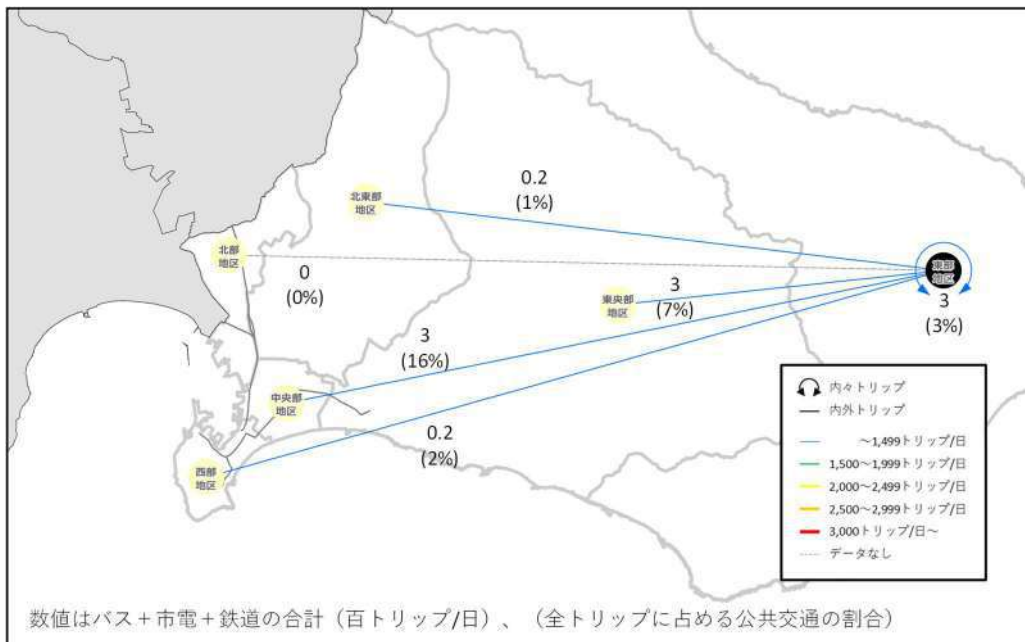 0.2
(1%)
北東部
地区
北部
地区
0
(0%)
東部
地区
3
(3%)
東央部
地区
3
(7%)
3
(16%)
中央部
地区
0.2
(2%)
西部
地区
内々トリップ
内外トリップ
～1,499トリップ/日
1,500～1,999トリップ/日
2,000～2,499トリップ/日
2,500～2,999トリップ/日
3,000トリップ/日～
データなし
数値はバス+市電+鉄道の合計（百トリップ/日）、（全トリップに占める公共交通の割合）